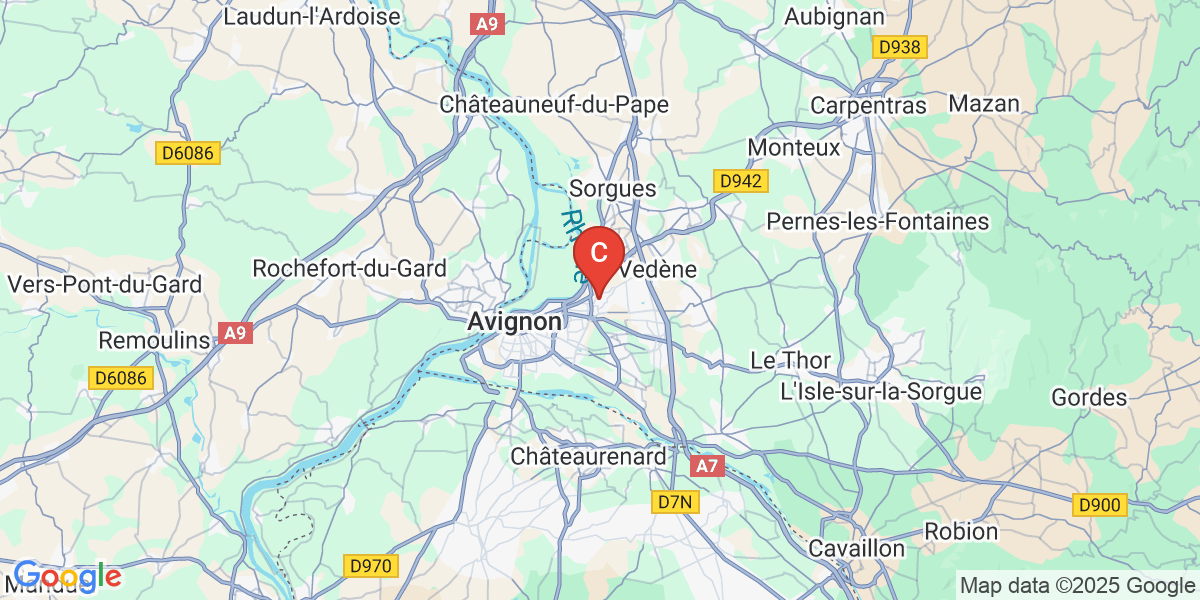 Laudun-l'Ardoise
A9
Aubignan
D938
Châteauneuf-du-Pape
Carpentras
Mazan
D6086
Monteux
D942
Sorgues
Pernes-les-Fontaines
C
Rochefort-du-Gard
Vedène
Vers-Pont-du-Gard
Avignon
A9
Remoulins
Le Thor
D6086
L'Isle-sur-la-Sorgue
Gordes
Châteaurenard
A7
D7N
D900
Robion
Cavaillon
D970
Google
Map data ©2025 Google